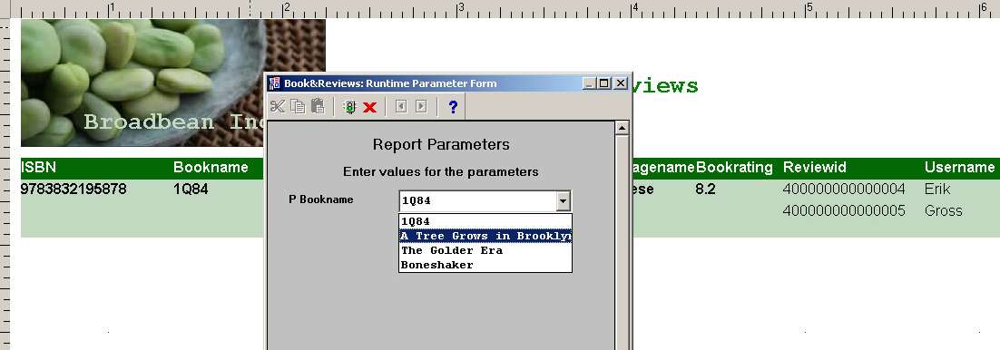 1 2 3 4 5 6
Book&Reviews: Runtime Parameter Form
views
Broadbean In
Report Parameters
Enter values for the parameters
ISBN Bookname agename Bookrating Reviewid Username
9783832195878 1Q84 ese 8.2 400000000000004 Erik
P Bookname 1Q84
400000000000005 Gross
1Q84
A Tree Grows in Brooklyn
The Golder Era
Boneshaker